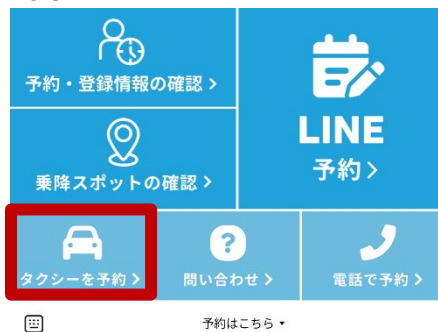 予約・登録情報の確認 >
LINE
予約 >
乗降スポットの確認 >
?
タクシーを予約 >
問い合わせ >
電話で予約 >
予約はこちら ▾